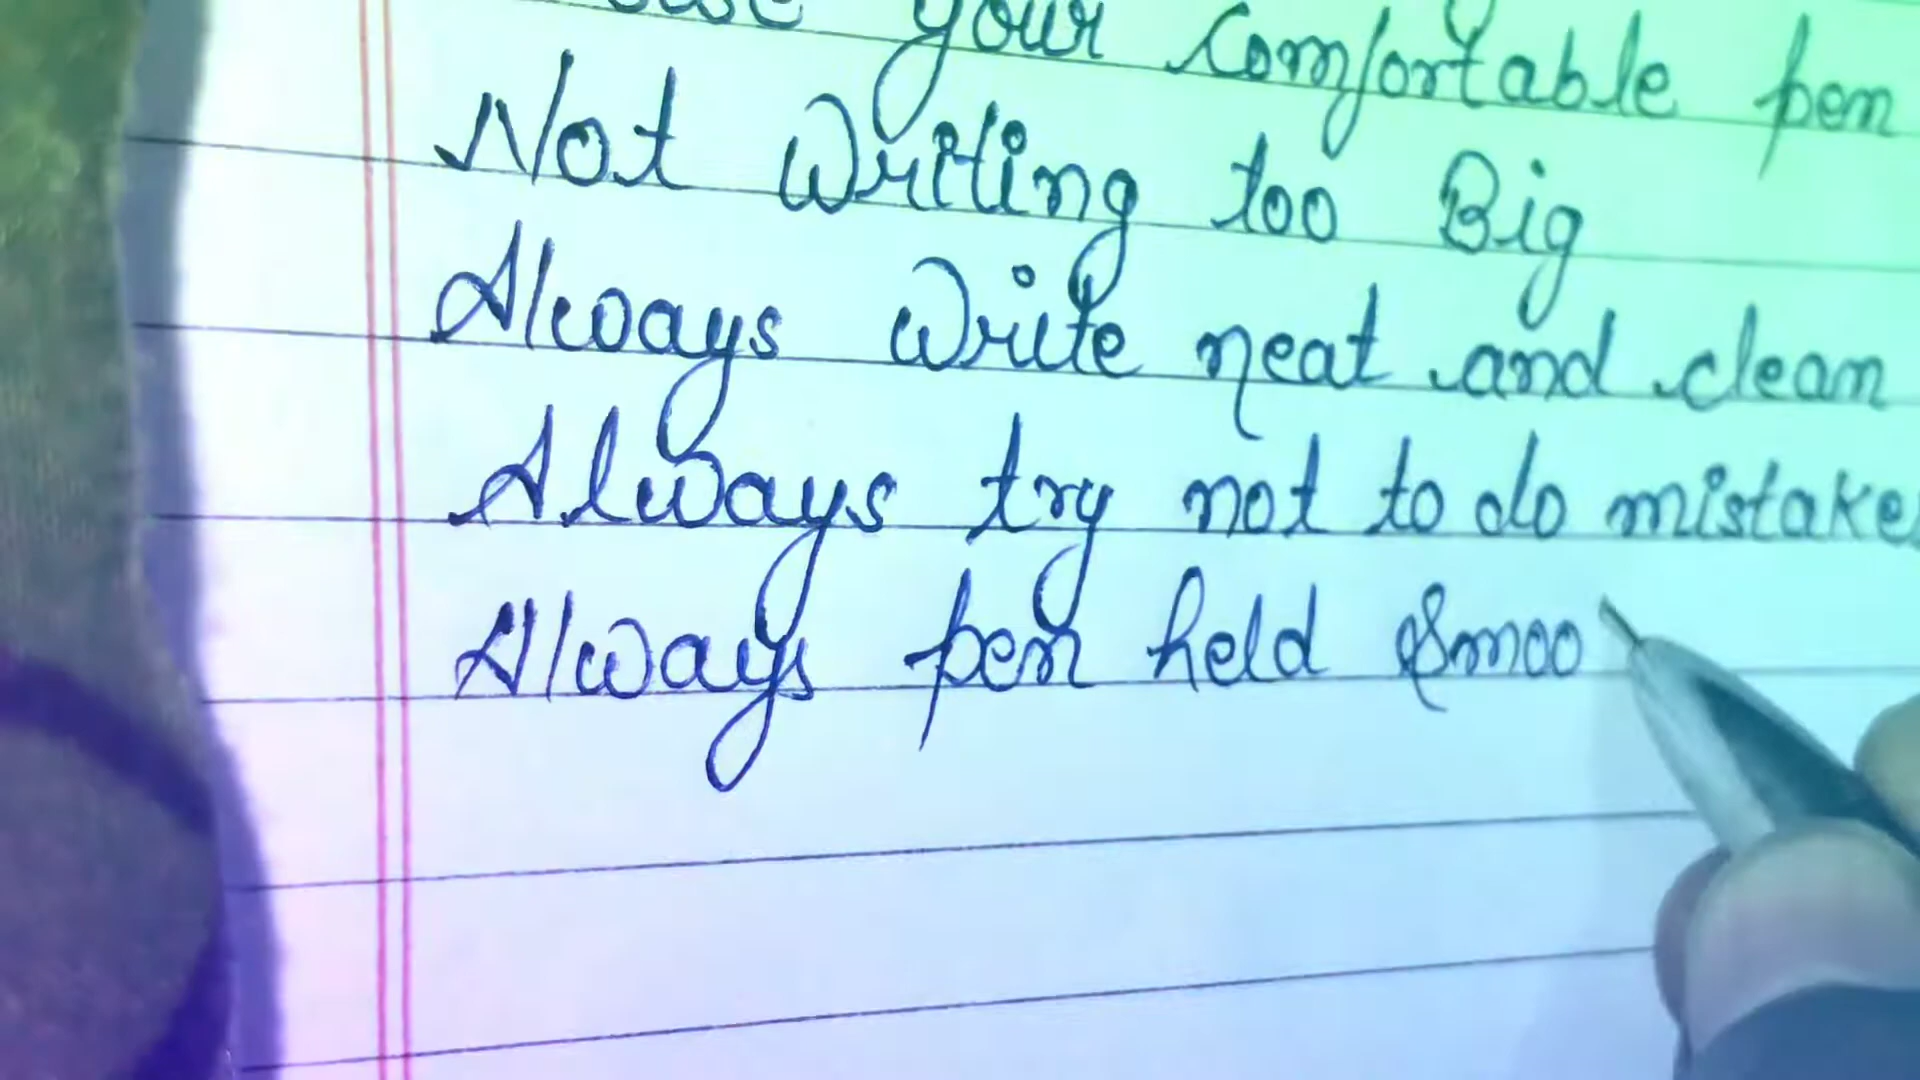 your Comfortable pen
Not Writing too Big
Always Write neat and clean
Always try not to do mistake
Always pen held Smoo